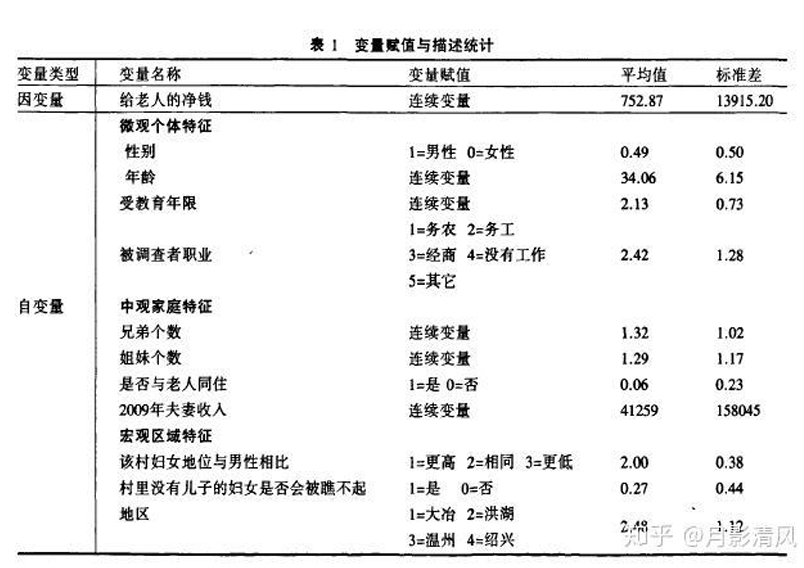 表 1 变量赋值与描述统计
变量类型 变量名称 变量赋值 平均值 标准差
因变量 给老人的净钱 连续变量 752.87 13915.20
微观个体特征
性别 1=男性 0=女性 0.49 0.50
年龄 连续变量 34.06 6.15
受教育年限 连续变量 2.13 0.73
1=务农 2=务工
被调查者职业 3=经商 4=没有工作 2.42 1.28
5=其它
自变量 中观家庭特征
兄弟个数 连续变量 1.32 1.02
姐妹个数 连续变量 1.29 1.17
是否与老人同住 1=是 0=否 0.06 0.23
2009年夫妻收入 连续变量 41259 158045
宏观区域特征
该村妇女地位与男性相比 1=更高 2=相同 3=更低 2.00 0.38
村里没有儿子的妇女是否会被瞧不起 1=是 0=否 0.27 0.44
地区 1=大冶 2=洪湖
2.48 1.12
3=温州 4=绍兴
知乎 @月影清风